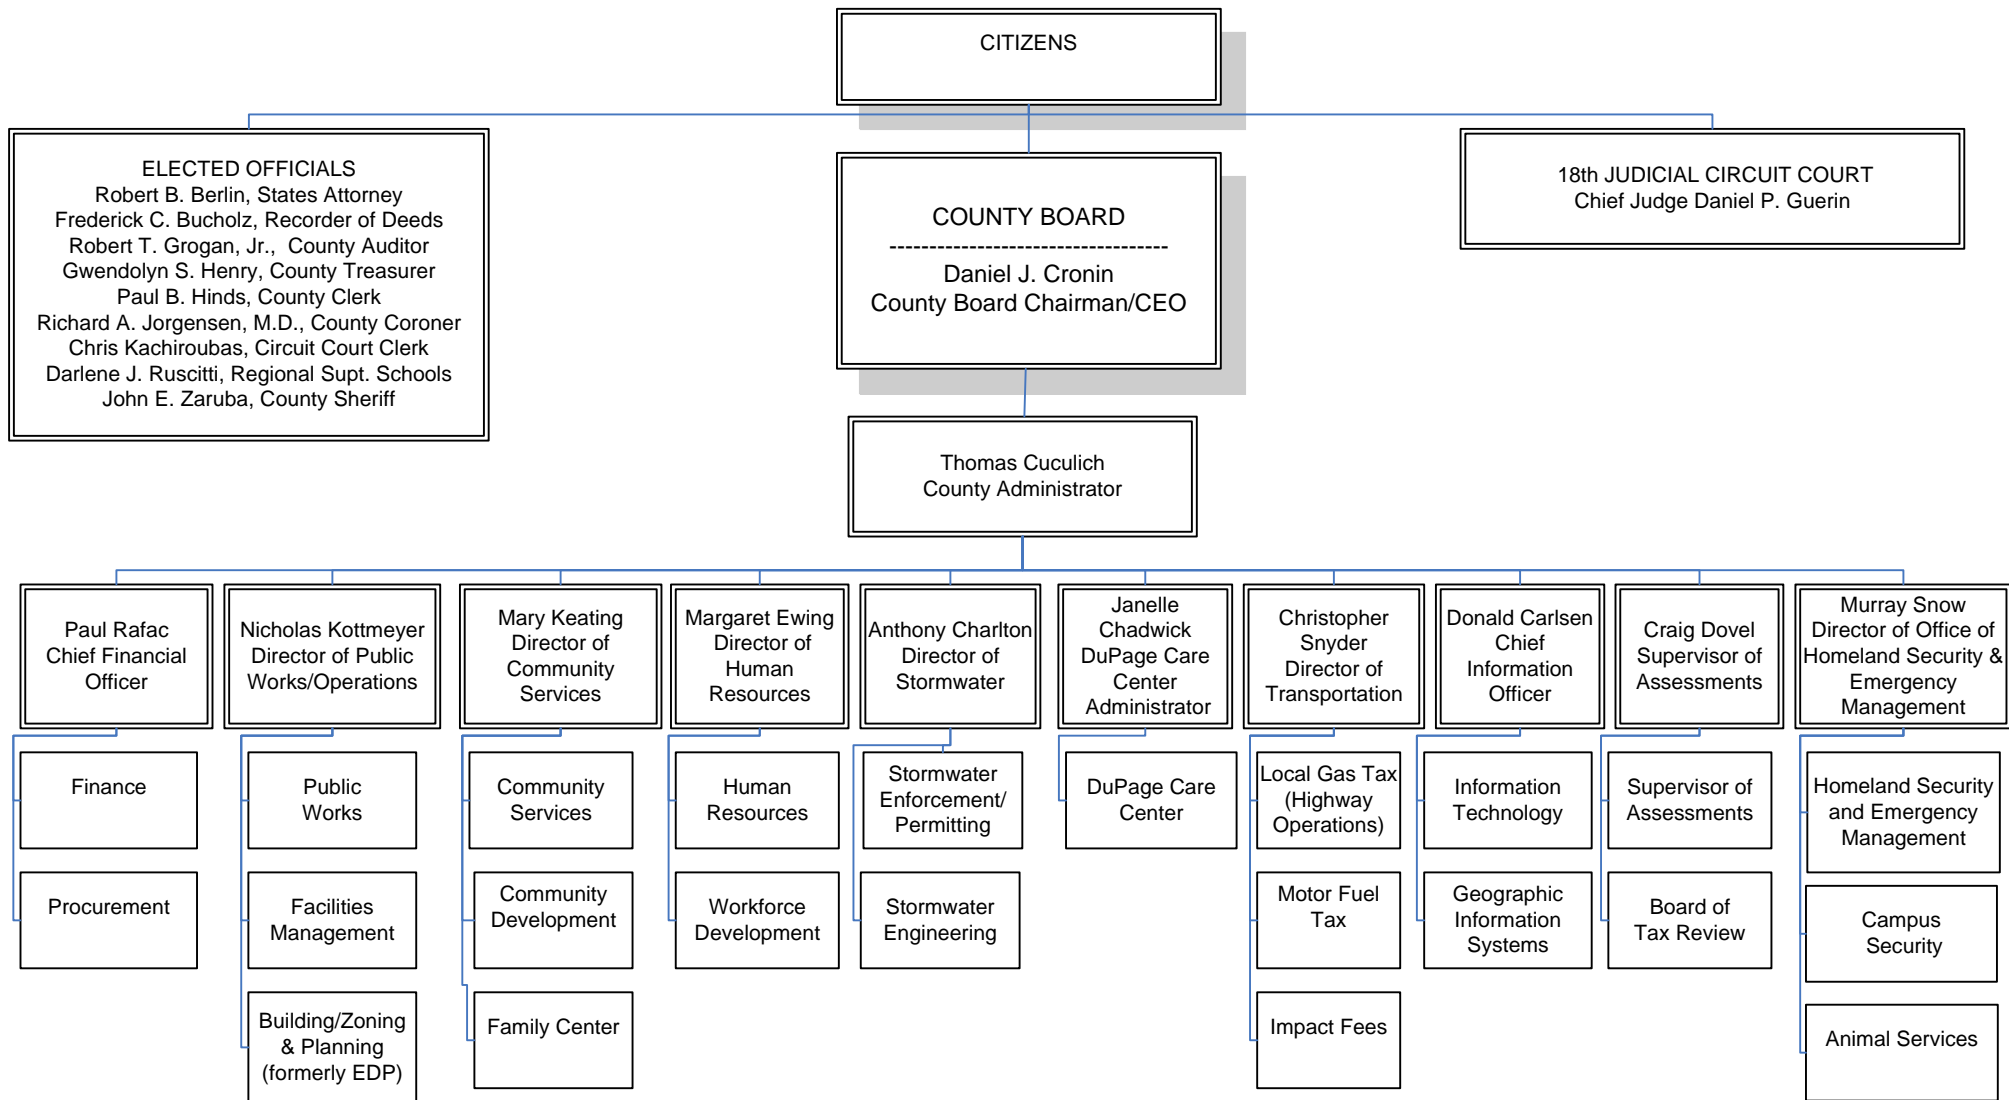 CITIZENS
ELECTED OFFICIALS
Robert B. Berlin, States Attorney
Frederick C. Bucholz, Recorder of Deeds
Robert T. Grogan, Jr., County Auditor
Gwendolyn S. Henry, County Treasurer
Paul B. Hinds, County Clerk
Richard A. Jorgensen, M.D., County Coroner
Chris Kachiroubas, Circuit Court Clerk
Darlene J. Ruscitti, Regional Supt. Schools
John E. Zaruba, County Sheriff
COUNTY BOARD
-----------------------------------
Daniel J. Cronin
County Board Chairman/CEO
18th JUDICIAL CIRCUIT COURT
Chief Judge Daniel P. Guerin
Thomas Cuculich
County Administrator
Paul Rafac
Chief Financial
Officer
Nicholas Kottmeyer
Director of Public
Works/Operations
Mary Keating
Director of
Community
Services
Margaret Ewing
Director of
Human
Resources
Anthony Charlton
Director of
Stormwater
Janelle
Chadwick
DuPage Care
Center
Administrator
Christopher
Snyder
Director of
Transportation
Donald Carlsen
Chief
Information
Officer
Craig Dovel
Supervisor of
Assessments
Murray Snow
Director of Office of
Homeland Security &
Emergency
Management
Finance
Public
Works
Community
Services
Human
Resources
Stormwater
Enforcement/
Permitting
DuPage Care
Center
Local Gas Tax
(Highway
Operations)
Information
Technology
Supervisor of
Assessments
Homeland Security
and Emergency
Management
Procurement
Facilities
Management
Community
Development
Workforce
Development
Stormwater
Engineering
Motor Fuel
Tax
Geographic
Information
Systems
Board of
Tax Review
Campus
Security
Building/Zoning
& Planning
(formerly EDP)
Family Center
Impact Fees
Animal Services